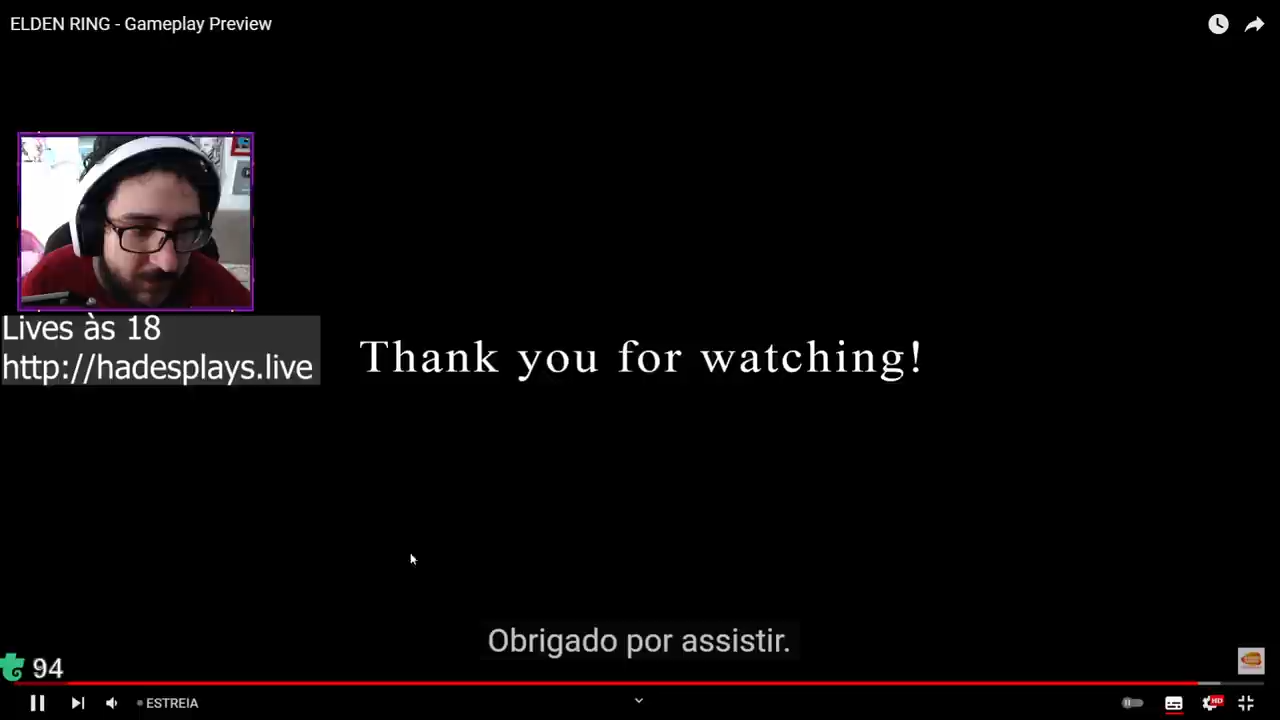 ELDEN RING - Gameplay Preview
Lives às 18
http://hadesplays.live
Thank you for watching!
Obrigado por assistir.
94
ESTREIA
HD